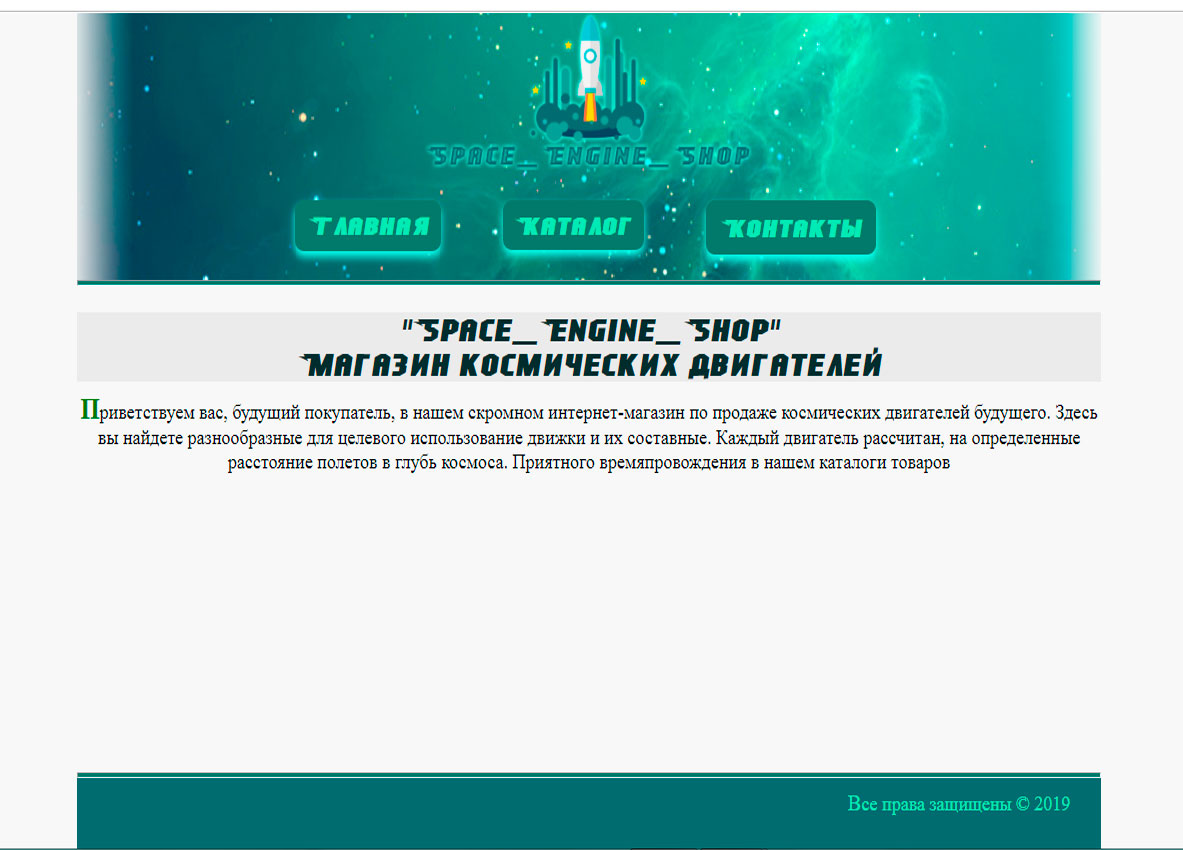 Space_ Engine_ Shop
Главная Каталог Контакты
"Space_ Engine_ Shop"
Магазин космических двигателей
Приветствуем вас, будущий покупатель, в нашем скромном интернет-магазин по продаже космических двигателей будущего. Здесь
вы найдете разнообразные для целевого использование движки и их составные. Каждый двигатель рассчитан, на определенные
расстояние полетов в глубь космоса. Приятного времяпровождения в нашем каталоги товаров
Все права защищены © 2019